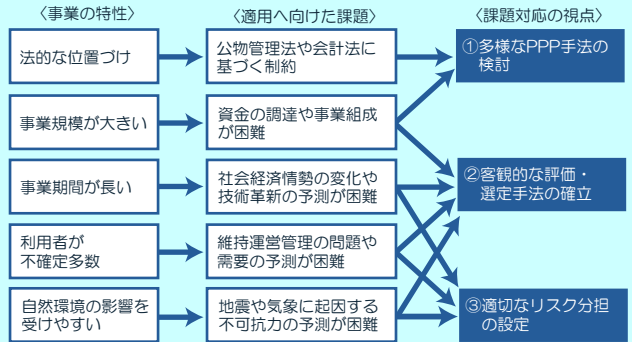 〈事業の特性〉
〈適用へ向けた課題〉
〈課題対応の視点〉
法的な位置づけ
公物管理法や会計法に
基づく制約
①多様なPPP手法の
検討
事業規模が大きい
資金の調達や事業組成
が困難
事業期間が長い
社会経済情勢の変化や
技術革新の予測が困難
②客観的な評価・
選定手法の確立
利用者が
不確定多数
維持運営管理の問題や
需要の予測が困難
自然環境の影響を
受けやすい
地震や気象に起因する
不可抗力の予測が困難
③適切なリスク分担
の設定